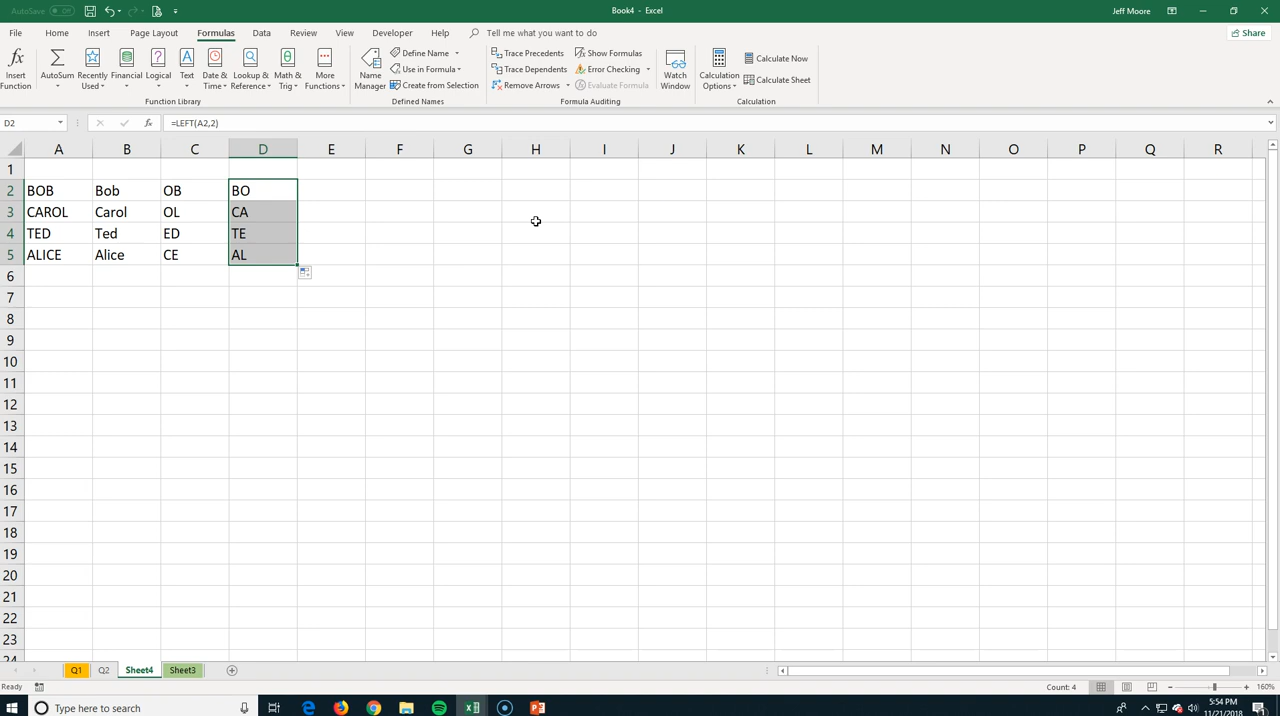 AutoSave Off
Book4 - Excel
Jeff Moore
File Home Insert Page Layout Formulas Data Review View Developer Help Tell me what you want to do
Share
Insert Function
AutoSum
Recently Used
Financial
Logical
Text
Date & Time
Lookup & Reference
Math & Trig
More Functions
Function Library
Name Manager
Define Name
Use in Formula
Create from Selection
Defined Names
Trace Precedents
Trace Dependents
Remove Arrows
Show Formulas
Error Checking
Evaluate Formula
Formula Auditing
Watch Window
Calculation Options
Calculate Now
Calculate Sheet
Calculation
D2 fx =LEFT(A2,2)
A B C D E F G H I J K L M N O P Q R
1
2 BOB Bob OB BO
3 CAROL Carol OL CA
4 TED Ted ED TE
5 ALICE Alice CE AL
6
7
8
9
10
11
12
13
14
15
16
17
18
19
20
21
22
23
24
Q1 Q2 Sheet4 Sheet3
Ready
Count: 4
160%
Type here to search
5:54 PM
11/21/2018